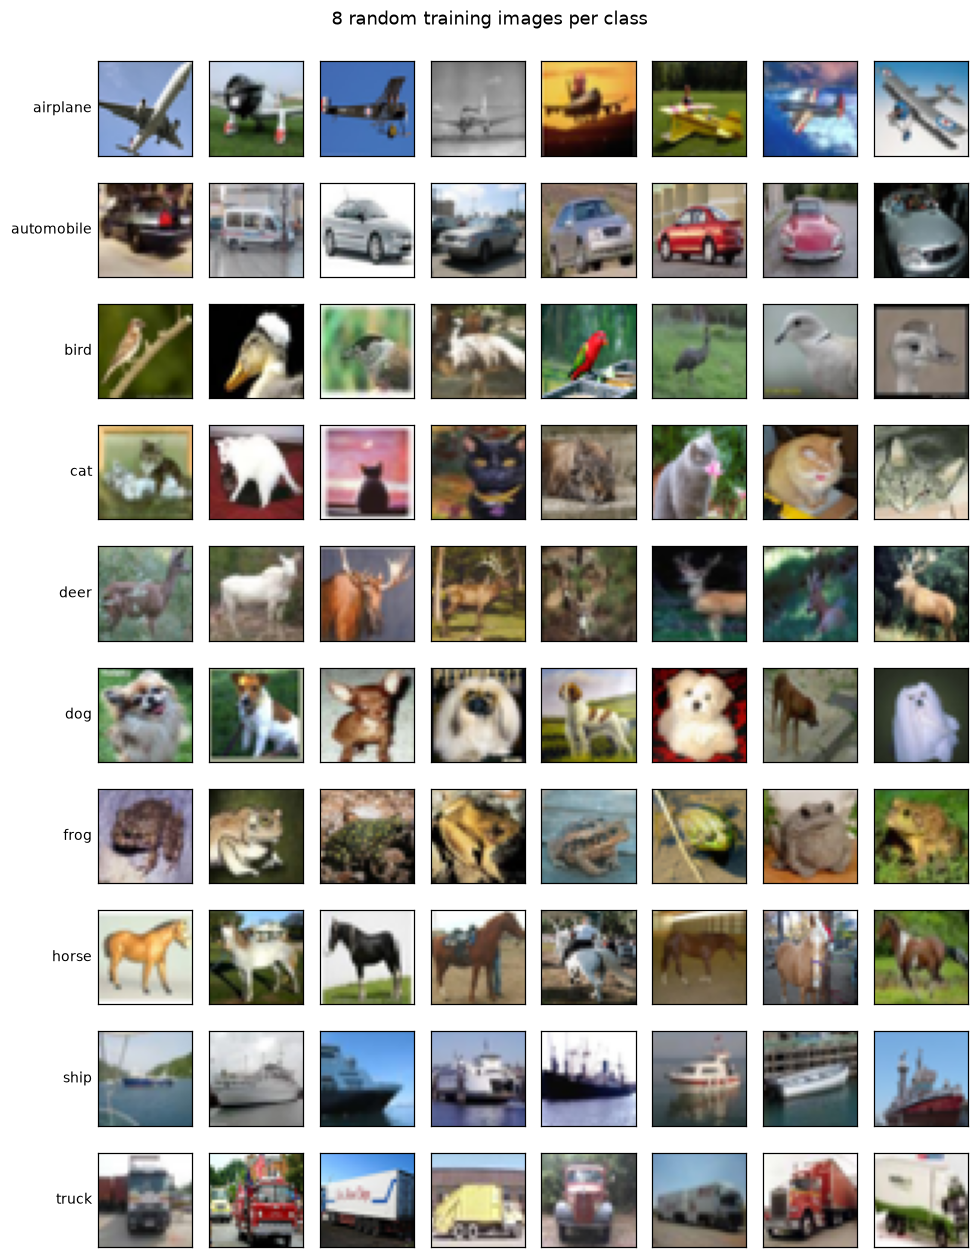 8 random training images per class
airplane
automobile
bird
cat
deer
dog
frog
horse
ship
truck